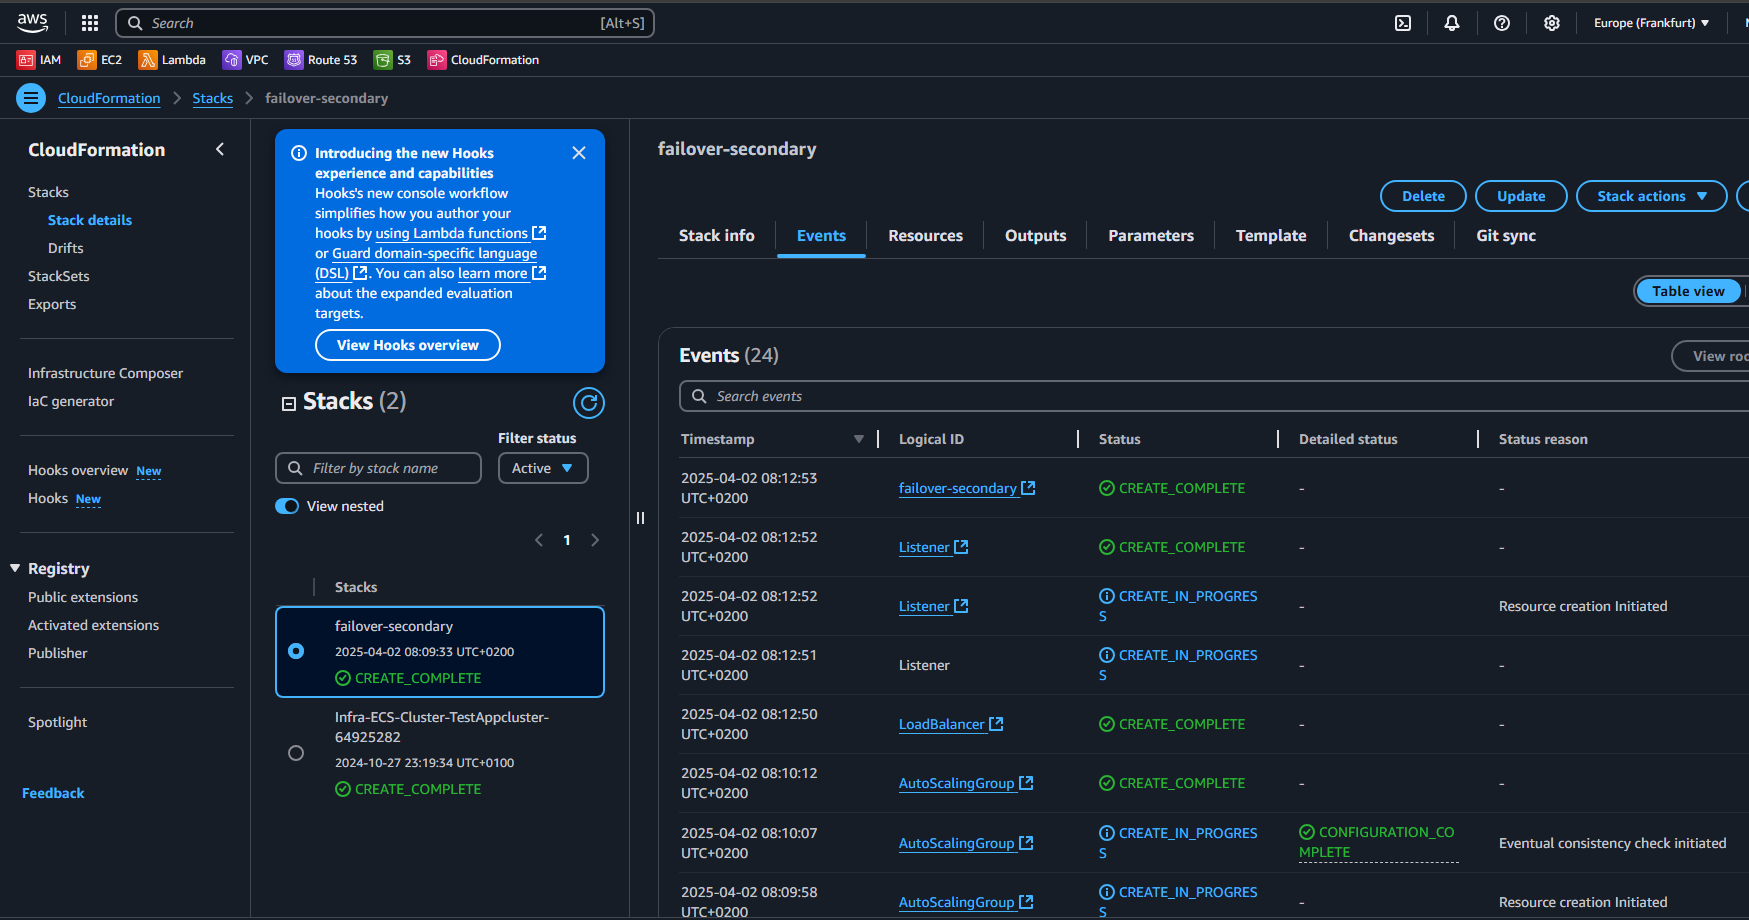 aws
Search [Alt+S]
Europe (Frankfurt)
IAM EC2 Lambda VPC Route 53 S3 CloudFormation
CloudFormation Stacks failover-secondary
CloudFormation
Stacks
Stack details
Drifts
StackSets
Exports
Infrastructure Composer
IaC generator
Hooks overview New
Hooks New
Registry
Public extensions
Activated extensions
Publisher
Spotlight
Feedback
Introducing the new Hooks
experience and capabilities
Hooks's new console workflow
simplifies how you author your
hooks by using Lambda functions
or Guard domain-specific language
(DSL). You can also learn more
about the expanded evaluation
targets.
View Hooks overview
Stacks (2)
Filter status
Filter by stack name Active
View nested
1
Stacks
failover-secondary
2025-04-02 08:09:33 UTC+0200
CREATE_COMPLETE
Infra-ECS-Cluster-TestAppcluster-
64925282
2024-10-27 23:19:34 UTC+0100
CREATE_COMPLETE
failover-secondary
Delete Update Stack actions
Stack info Events Resources Outputs Parameters Template Changesets Git sync
Table view
Events (24)
View roo
Search events
Timestamp Logical ID Status Detailed status Status reason
2025-04-02 08:12:53
UTC+0200
failover-secondary CREATE_COMPLETE - -
2025-04-02 08:12:52
UTC+0200
Listener CREATE_COMPLETE - -
2025-04-02 08:12:52
UTC+0200
Listener
CREATE_IN_PROGRES
S
- Resource creation Initiated
2025-04-02 08:12:51
UTC+0200
Listener
CREATE_IN_PROGRES
S
- -
2025-04-02 08:12:50
UTC+0200
LoadBalancer CREATE_COMPLETE - -
2025-04-02 08:10:12
UTC+0200
AutoScalingGroup CREATE_COMPLETE - -
2025-04-02 08:10:07
UTC+0200
AutoScalingGroup
CREATE_IN_PROGRES
S
CONFIGURATION_CO
MPLETE
Eventual consistency check initiated
2025-04-02 08:09:58
UTC+0200
AutoScalingGroup
CREATE_IN_PROGRES
S
- Resource creation Initiated